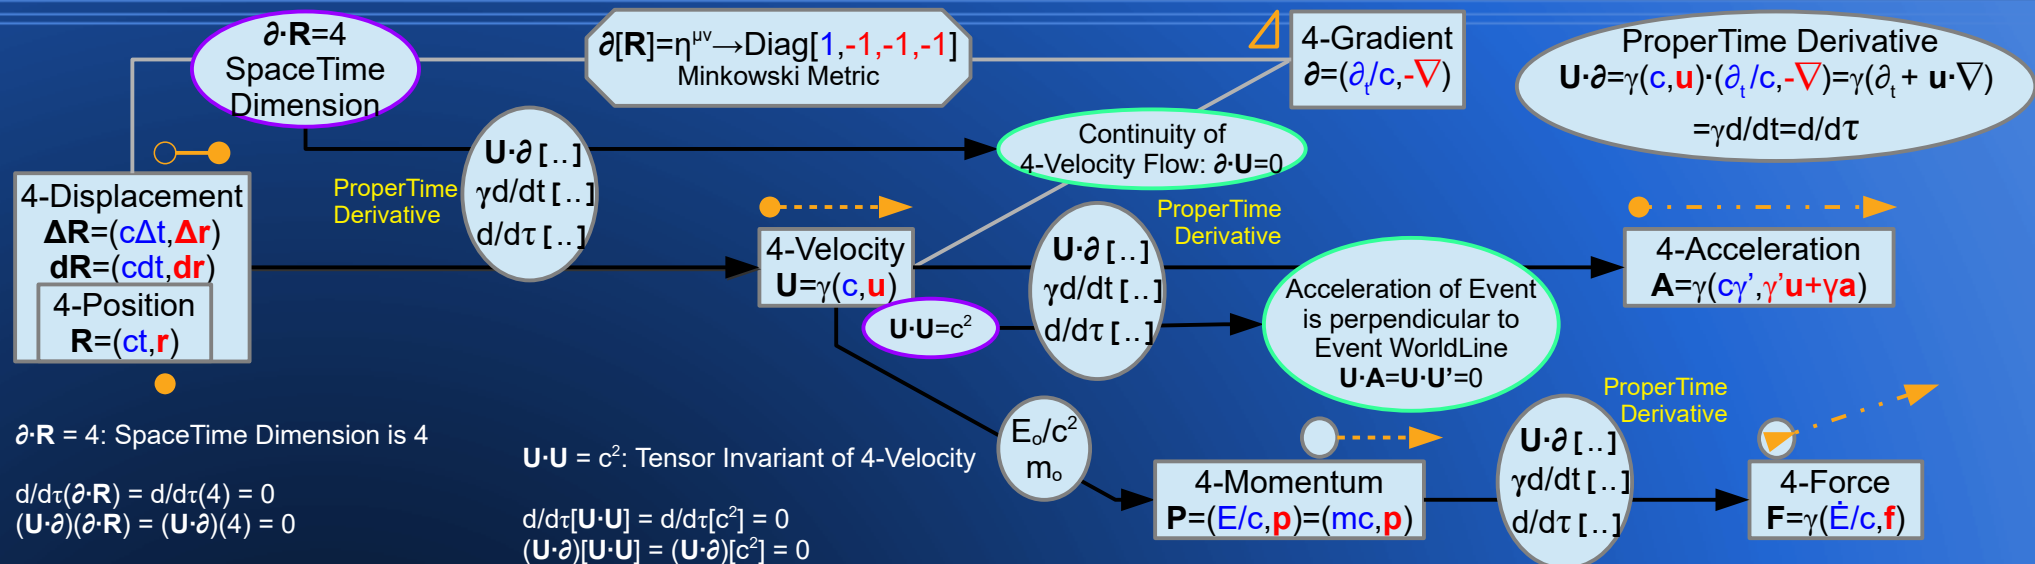 ∂·R=4
SpaceTime
Dimension
∂[R]=η^μν→Diag[1,-1,-1,-1]
Minkowski Metric
4-Gradient
∂=(∂ₜ/c,-∇)
ProperTime Derivative
U·∂=γ(c,u)·(∂ₜ/c,-∇)=γ(∂ₜ + u·∇)
=γd/dt=d/dτ
4-Displacement
ΔR=(cΔt,Δr)
dR=(cdt,dr)
4-Position
R=(ct,r)
ProperTime
Derivative
U·∂ [..]
γd/dt [..]
d/dτ [..]
Continuity of
4-Velocity Flow: ∂·U=0
4-Velocity
U=γ(c,u)
U·U=c²
ProperTime
Derivative
U·∂ [..]
γd/dt [..]
d/dτ [..]
Acceleration of Event
is perpendicular to
Event WorldLine
U·A=U·U’=0
4-Acceleration
A=γ(cγ’,γ’u+γa)
E₀/c²
m₀
4-Momentum
P=(E/c,p)=(mc,p)
ProperTime
Derivative
U·∂ [..]
γd/dt [..]
d/dτ [..]
4-Force
F=γ(Ė/c,f)
∂·R = 4: SpaceTime Dimension is 4
d/dτ(∂·R) = d/dτ(4) = 0
(U·∂)(∂·R) = (U·∂)(4) = 0
U·U = c²: Tensor Invariant of 4-Velocity
d/dτ[U·U] = d/dτ[c²] = 0
(U·∂)[U·U] = (U·∂)[c²] = 0